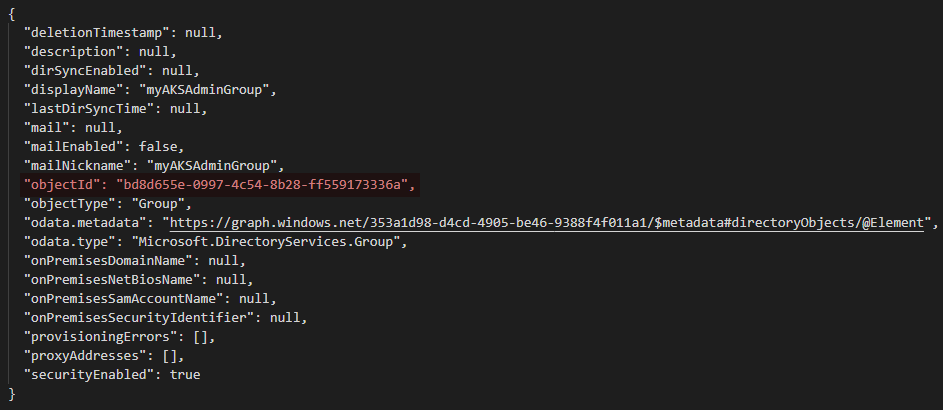 {
"deletionTimestamp": null,
"description": null,
"dirSyncEnabled": null,
"displayName": "myAKSAdminGroup",
"lastDirSyncTime": null,
"mail": null,
"mailEnabled": false,
"mailNickname": "myAKSAdminGroup",
"objectId": "bd8d655e-0997-4c54-8b28-ff559173336a",
"objectType": "Group",
"odata.metadata": "https://graph.windows.net/353a1d98-d4cd-4905-be46-9388f4f011a1/$metadata#directoryObjects/@Element",
"odata.type": "Microsoft.DirectoryServices.Group",
"onPremisesDomainName": null,
"onPremisesNetBiosName": null,
"onPremisesSamAccountName": null,
"onPremisesSecurityIdentifier": null,
"provisioningErrors": [],
"proxyAddresses": [],
"securityEnabled": true
}